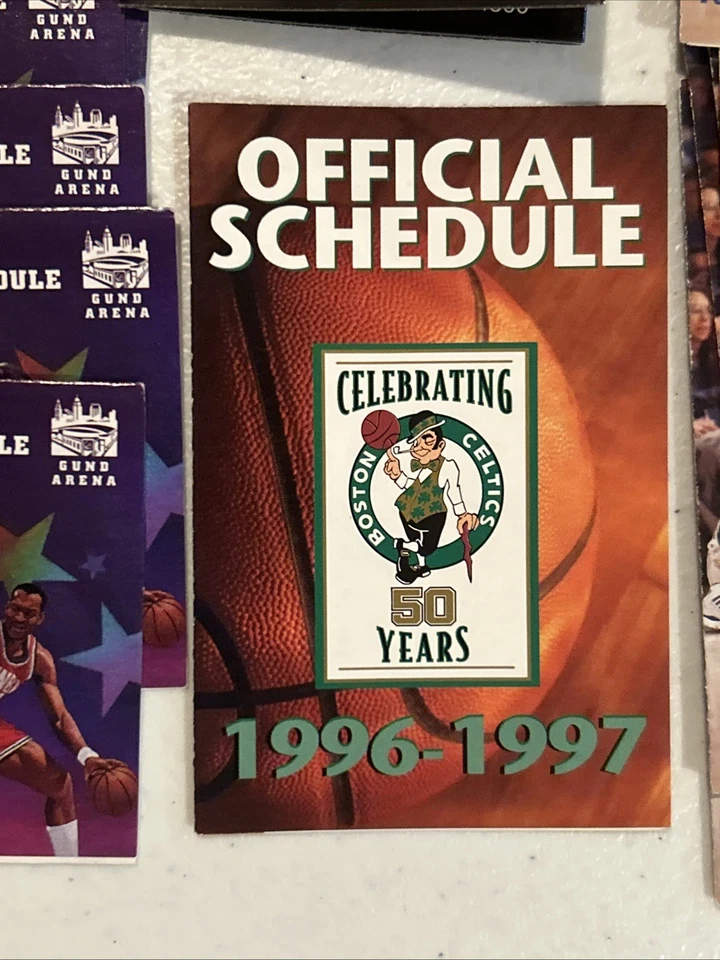 GUND
ARENA
LE
GUND
ARENA
DULE
GUND
ARENA
LE
GUND
ARENA
OFFICIAL
SCHEDULE
CELEBRATING
BOSTON CELTICS
50
YEARS
1996-1997